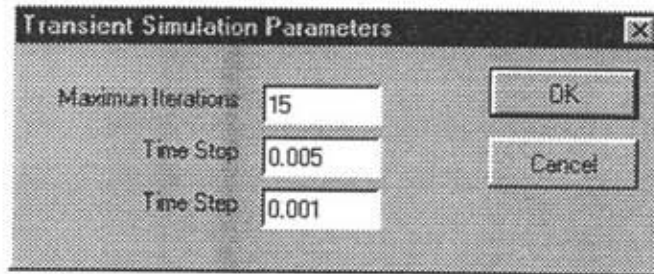 Transient Simulation Parameters
Maximun Iterations 15
OK
Time Stop 0.005
Cancel
Time Step 0.001